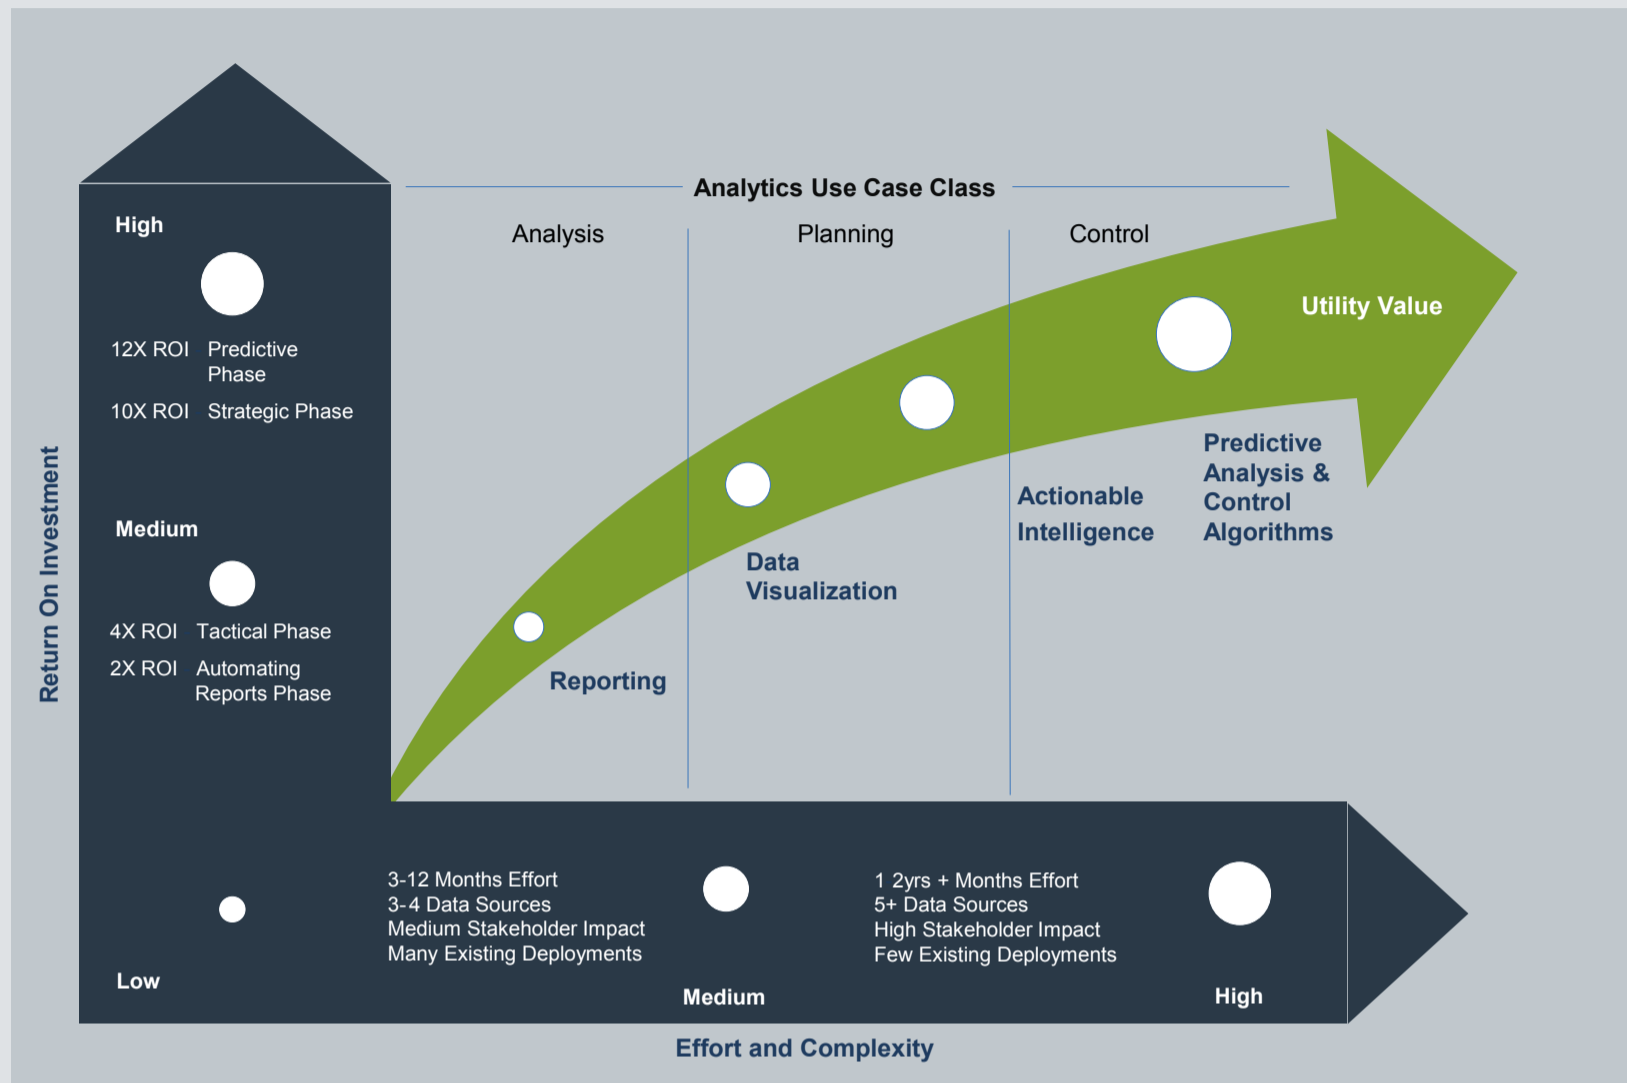 Analytics Use Case Class
Analysis
Planning
Control
High
12X ROI Predictive
Phase
10X ROI Strategic Phase
Medium
4X ROI Tactical Phase
2X ROI Automating
Reports Phase
Low
Return On Investment
Utility Value
Reporting
Data
Visualization
Actionable
Intelligence
Predictive
Analysis &
Control
Algorithms
3-12 Months Effort
3-4 Data Sources
Medium Stakeholder Impact
Many Existing Deployments
Medium
1 2yrs + Months Effort
5+ Data Sources
High Stakeholder Impact
Few Existing Deployments
High
Effort and Complexity